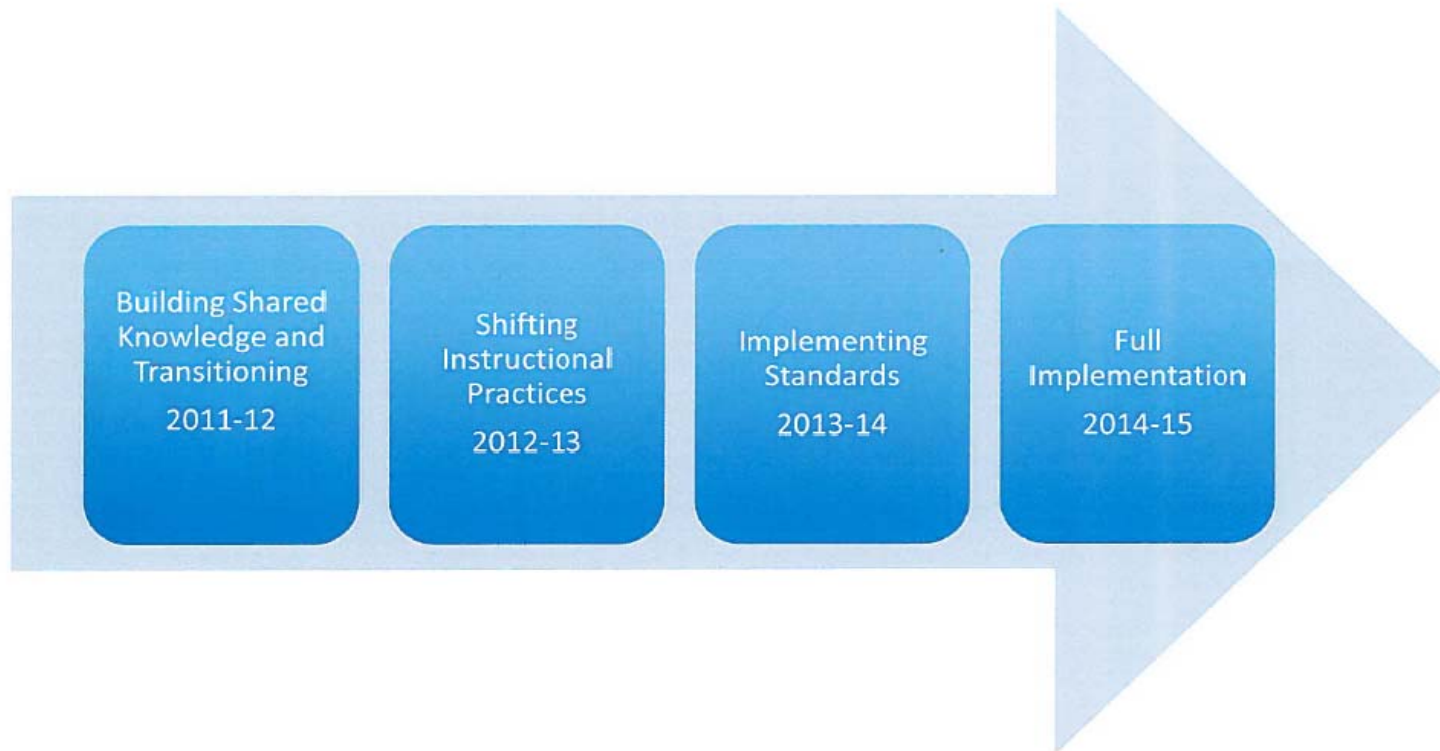 Building Shared
Knowledge and
Transitioning
2011-12
Shifting
Instructional
Practices
2012-13
Implementing
Standards
2013-14
Full
Implementation
2014-15